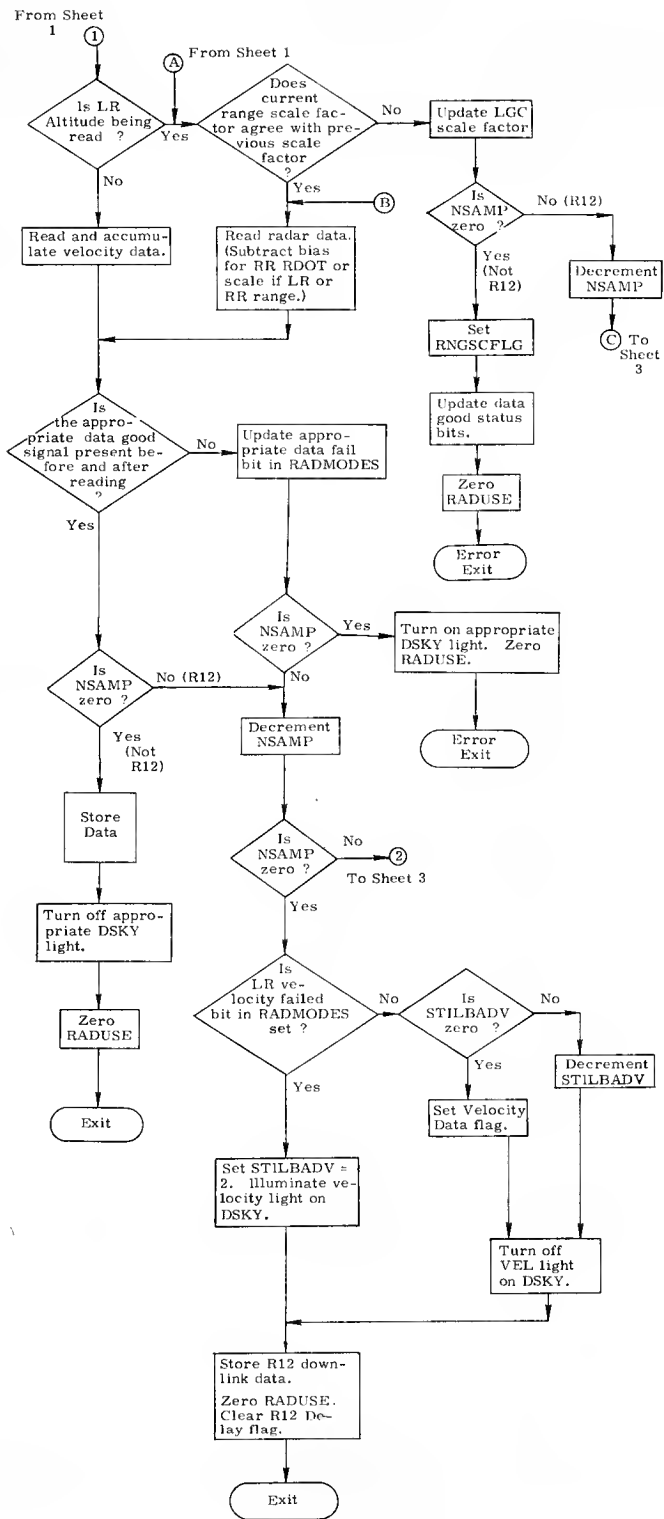 From Sheet
1
1
A
From Sheet 1
Is LR
Altitude being
read ?
Yes
No
Does
current
range scale fac-
tor agree with pre-
vious scale
factor
?
No
Yes
Update LGC
scale factor
B
Is
NSAMP
zero ?
No (R12)
Yes
(Not
R12)
Decrement
NSAMP
C
To
Sheet
3
Read and accumu-
late velocity data.
Read radar data.
(Subtract bias
for RR RDOT or
scale if LR or
RR range.)
Set
RNGSCFLG
Update data
good status
bits.
Zero
RADUSE
Error
Exit
Is
the appro-
priate data good
signal present be-
fore and after
reading
?
No
Yes
Update appro-
priate data fail
bit in RADMODES
Is
NSAMP
zero ?
Yes
No
Turn on appropriate
DSKY light. Zero
RADUSE.
Error
Exit
Is
NSAMP
zero ?
No (R12)
Yes
(Not
R12)
Decrement
NSAMP
Store
Data
Is
NSAMP
zero ?
No
2
To Sheet 3
Yes
Turn off appro-
priate DSKY
light.
Zero
RADUSE
Exit
Is
LR ve-
locity failed
bit in RADMODES
set ?
No
Yes
Is
STILBADV
zero ?
No
Yes
Decrement
STILBADV
Set Velocity
Data flag.
Set STILBADV =
2. Illuminate ve-
locity light on
DSKY.
Turn off
VEL light
on DSKY.
Store R12 down-
link data.
Zero RADUSE.
Clear R12 De-
lay flag.
Exit